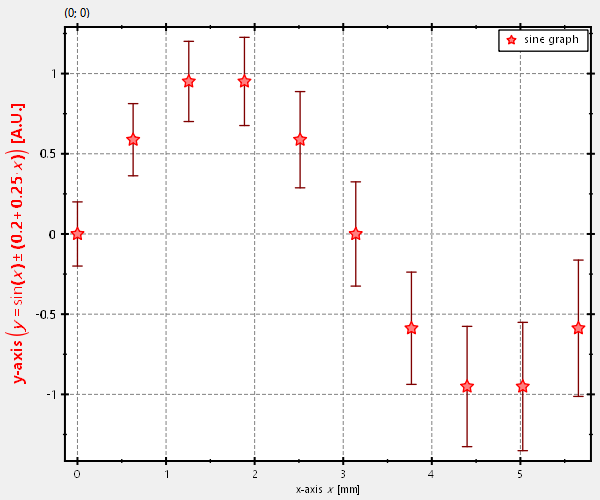 (0; 0)
sine graph
y-axis (y = sin(x) ± (0.2 + 0.25·x)) [A.U.]
1
0.5
0
-0.5
-1
0 1 2 3 4 5
x-axis x [mm]